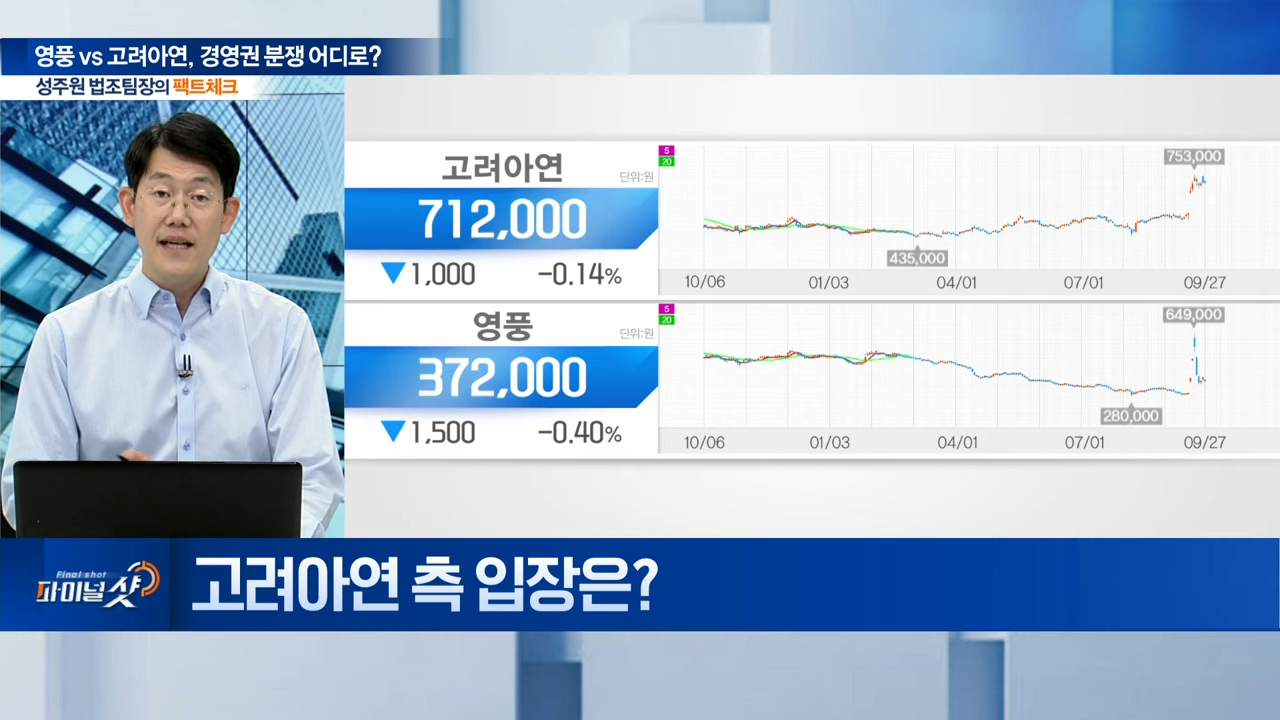 영풍 vs 고려아연, 경영권 분쟁 어디로?
성주원 법조팀장의 팩트체크
고려아연
단위:원
712,000
▼1,000 -0.14%
5
20
753,000
435,000
10/06 01/03 04/01 07/01 09/27
영풍
단위:원
372,000
▼1,500 -0.40%
5
20
649,000
280,000
10/06 01/03 04/01 07/01 09/27
Final shot
파이널샷
고려아연 측 입장은?